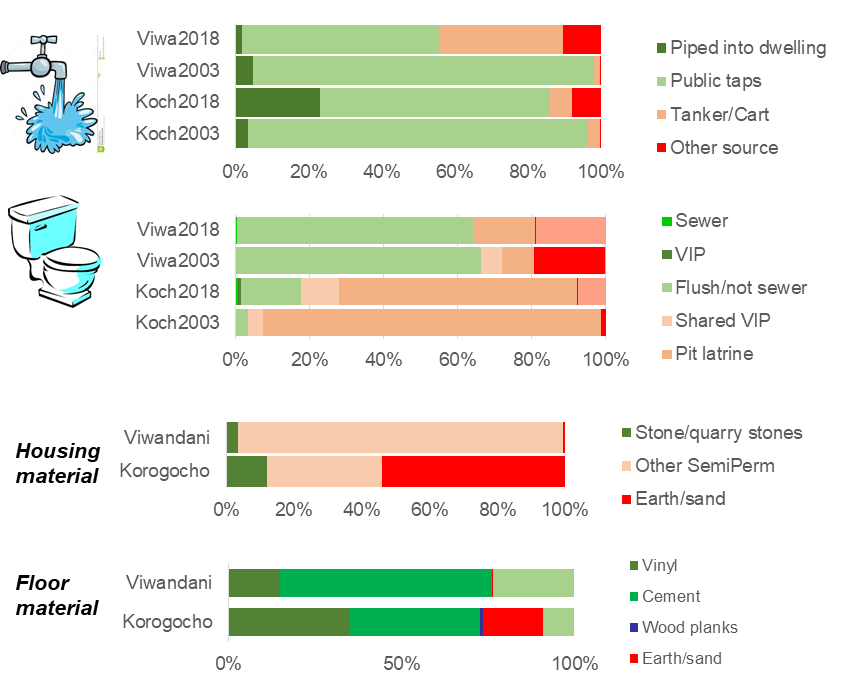 Viwa2018
Viwa2003
Koch2018
Koch2003
0% 20% 40% 60% 80% 100%
Piped into dwelling
Public taps
Tanker/Cart
Other source
Viwa2018
Viwa2003
Koch2018
Koch2003
0% 20% 40% 60% 80% 100%
Sewer
VIP
Flush/not sewer
Shared VIP
Pit latrine
Housing
material
Viwandani
Korogocho
0% 20% 40% 60% 80% 100%
Stone/quarry stones
Other SemiPerm
Earth/sand
Floor
material
Viwandani
Korogocho
0% 50% 100%
Vinyl
Cement
Wood planks
Earth/sand